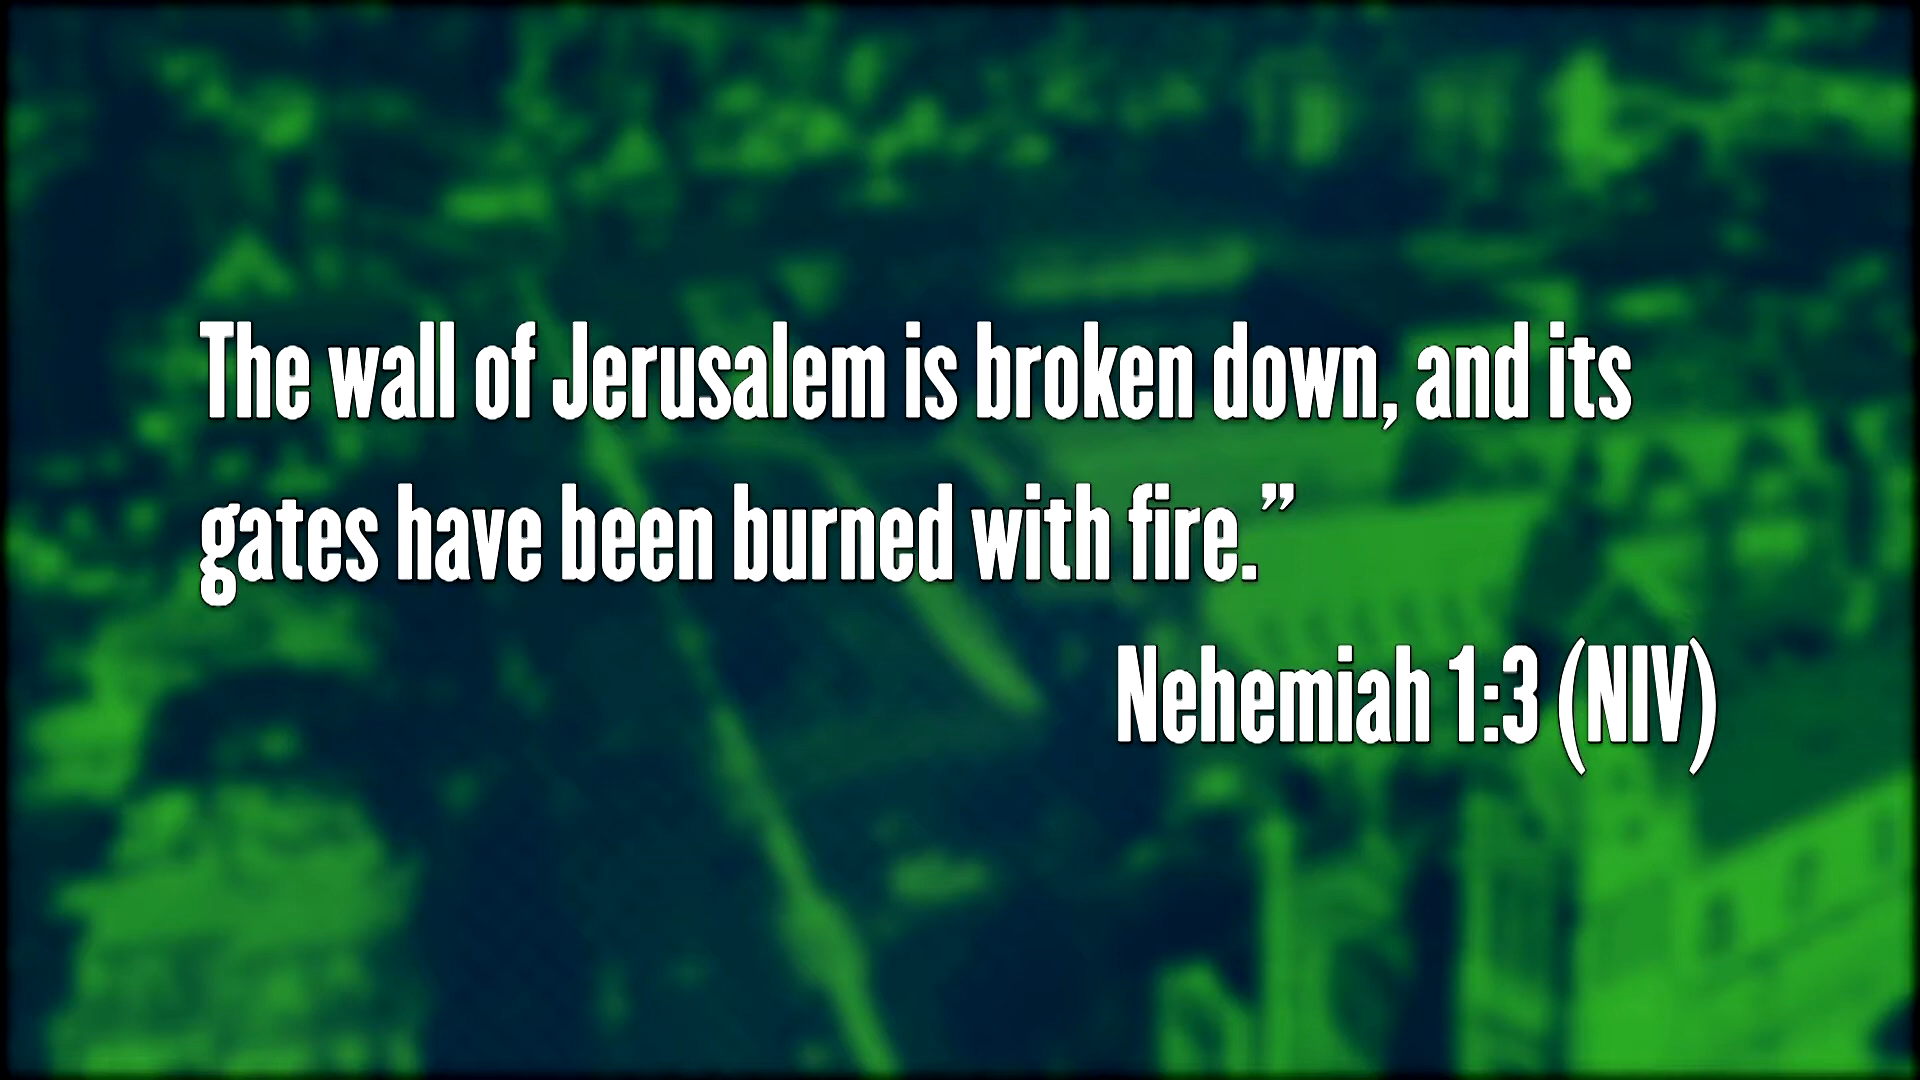 The wall of Jerusalem is broken down, and its
gates have been burned with fire.”
Nehemiah 1:3 (NIV)